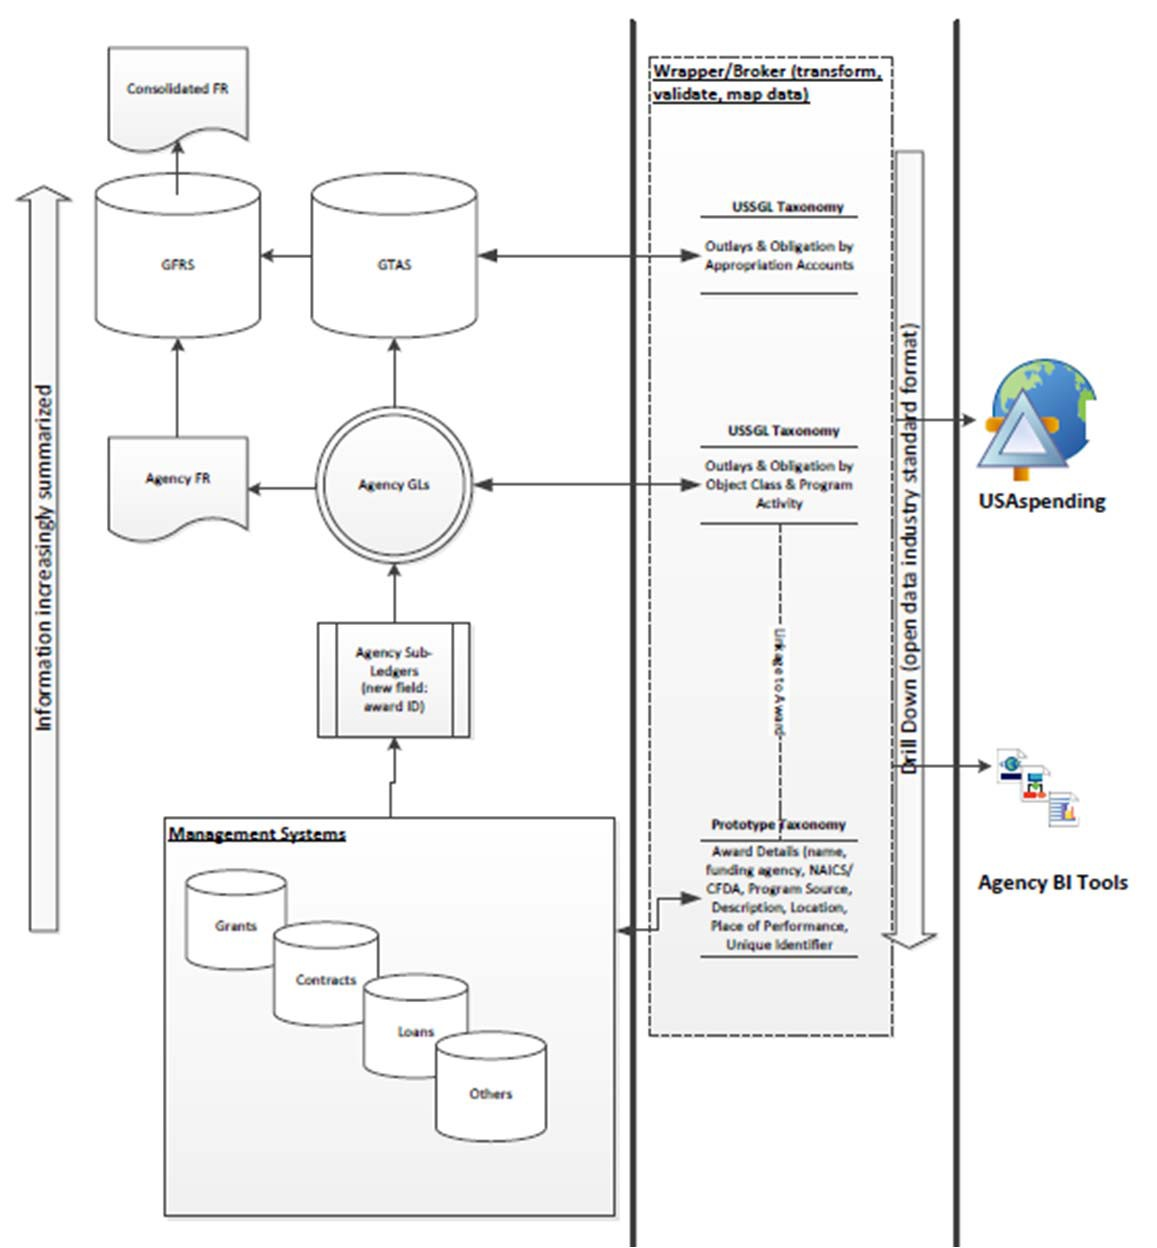 Consolidated FR
GFRS
GTAS
Agency FR
Agency GLs
Agency Sub-
Ledgers
(new field:
award ID)
Management Systems
Grants
Contracts
Loans
Others
Information increasingly summarized
Wrapper/Broker (transform,
validate, map data)
USSGL Taxonomy
Outlays & Obligation by
Appropriation Accounts
USSGL Taxonomy
Outlays & Obligation by
Object Class & Program
Activity
Linkage to Award
Prototype Taxonomy
Award Details (name,
funding agency, NAICS/
CFDA, Program Source,
Description, Location,
Place of Performance,
Unique Identifier
Drill Down (open data industry standard format)
USAspending
Agency BI Tools